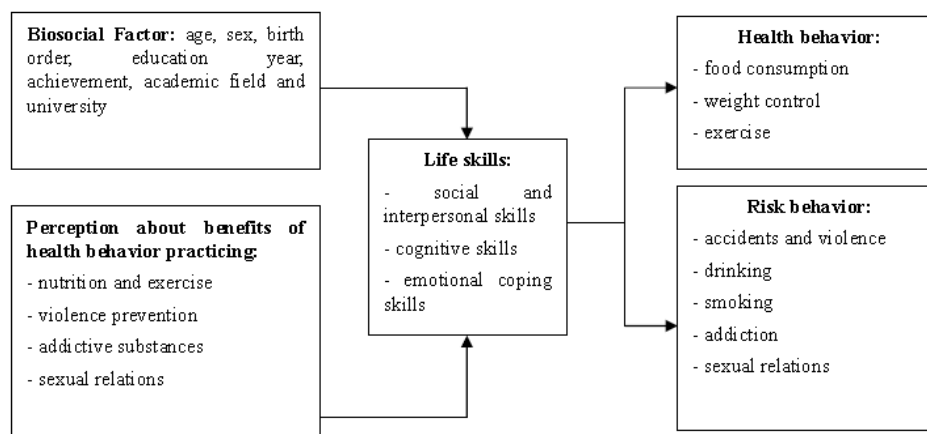 Biosocial Factor: age, sex, birth
order, education year,
achievement, academic field and
university
Perception about benefits of
health behavior practicing:
- nutrition and exercise
- violence prevention
- addictive substances
- sexual relations
Life skills:
- social and
interpersonal skills
- cognitive skills
- emotional coping
skills
Health behavior:
- food consumption
- weight control
- exercise
Risk behavior:
- accidents and violence
- drinking
- smoking
- addiction
- sexual relations